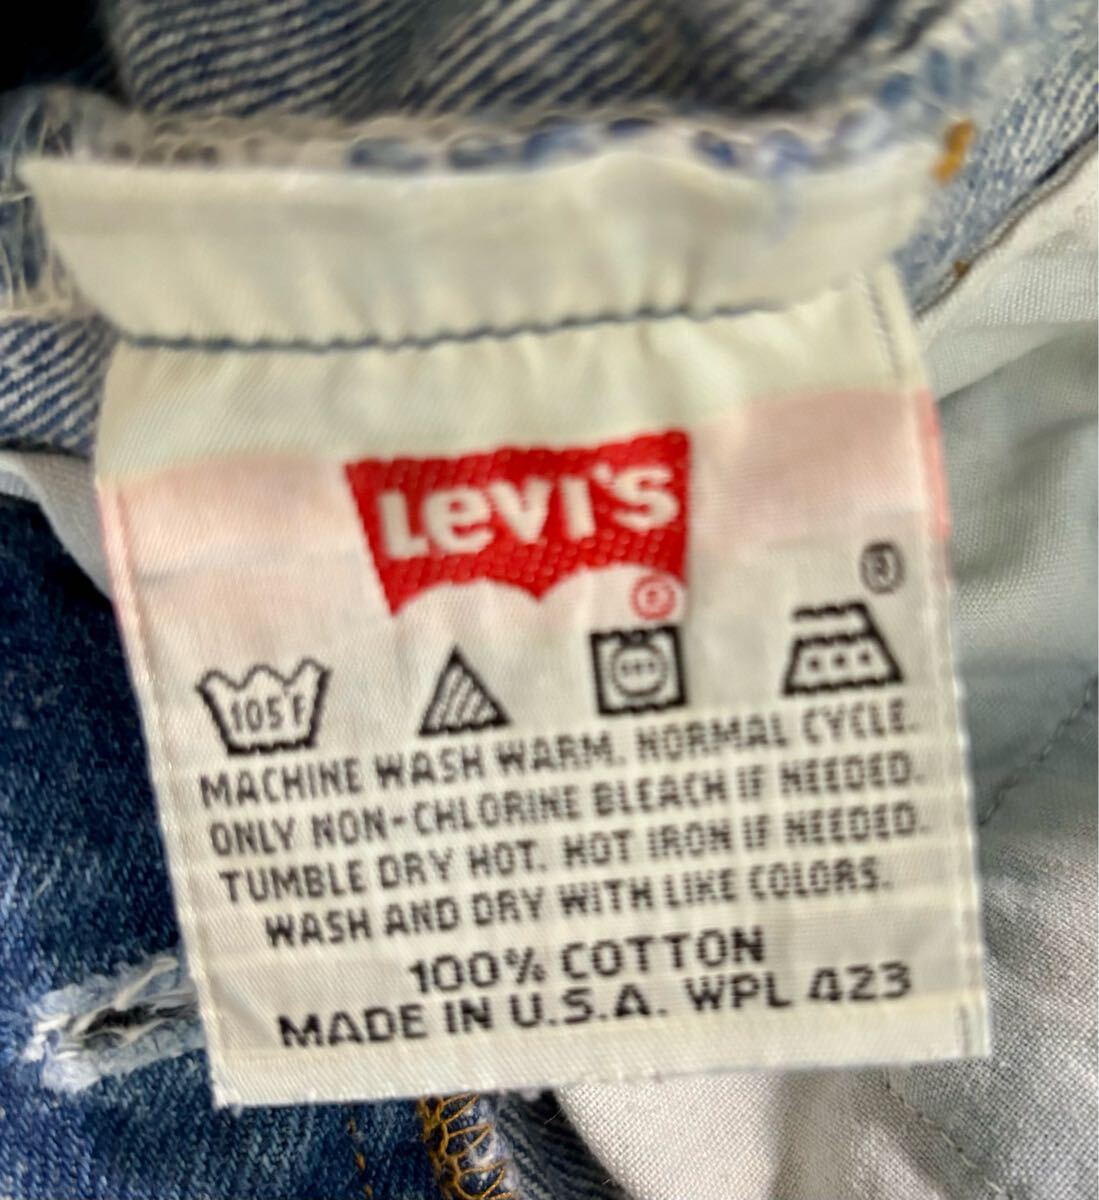 LEVI'S
®
®
105 F
MACHINE WASH WARM. NORMAL CYCLE.
ONLY NON-CHLORINE BLEACH IF NEEDED.
TUMBLE DRY HOT. HOT IRON IF NEEDED.
WASH AND DRY WITH LIKE COLORS.
100% COTTON
MADE IN U.S.A. WPL 423